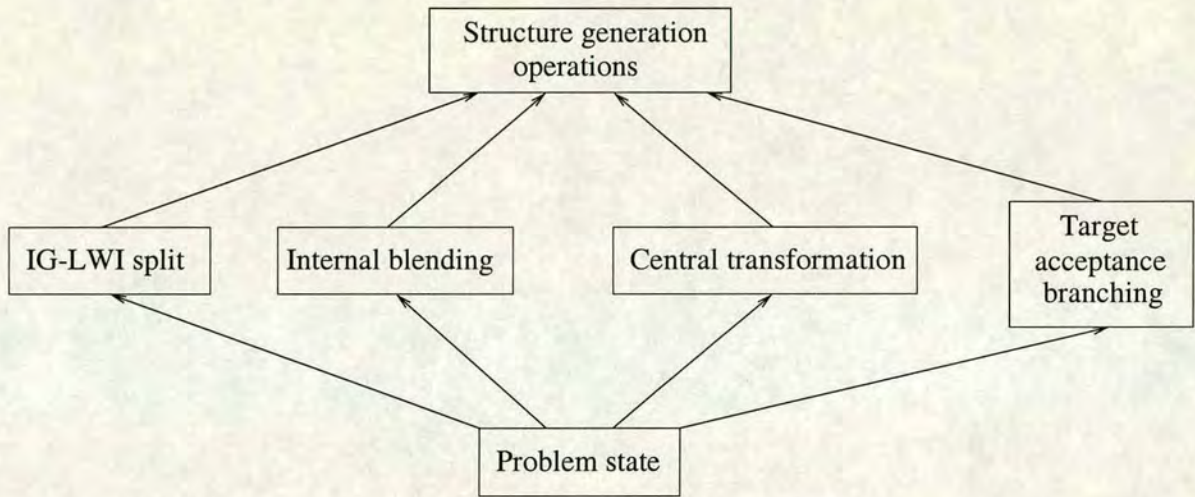 Structure generation
operations
IG-LWI split
Internal blending
Central transformation
Target
acceptance
branching
Problem state